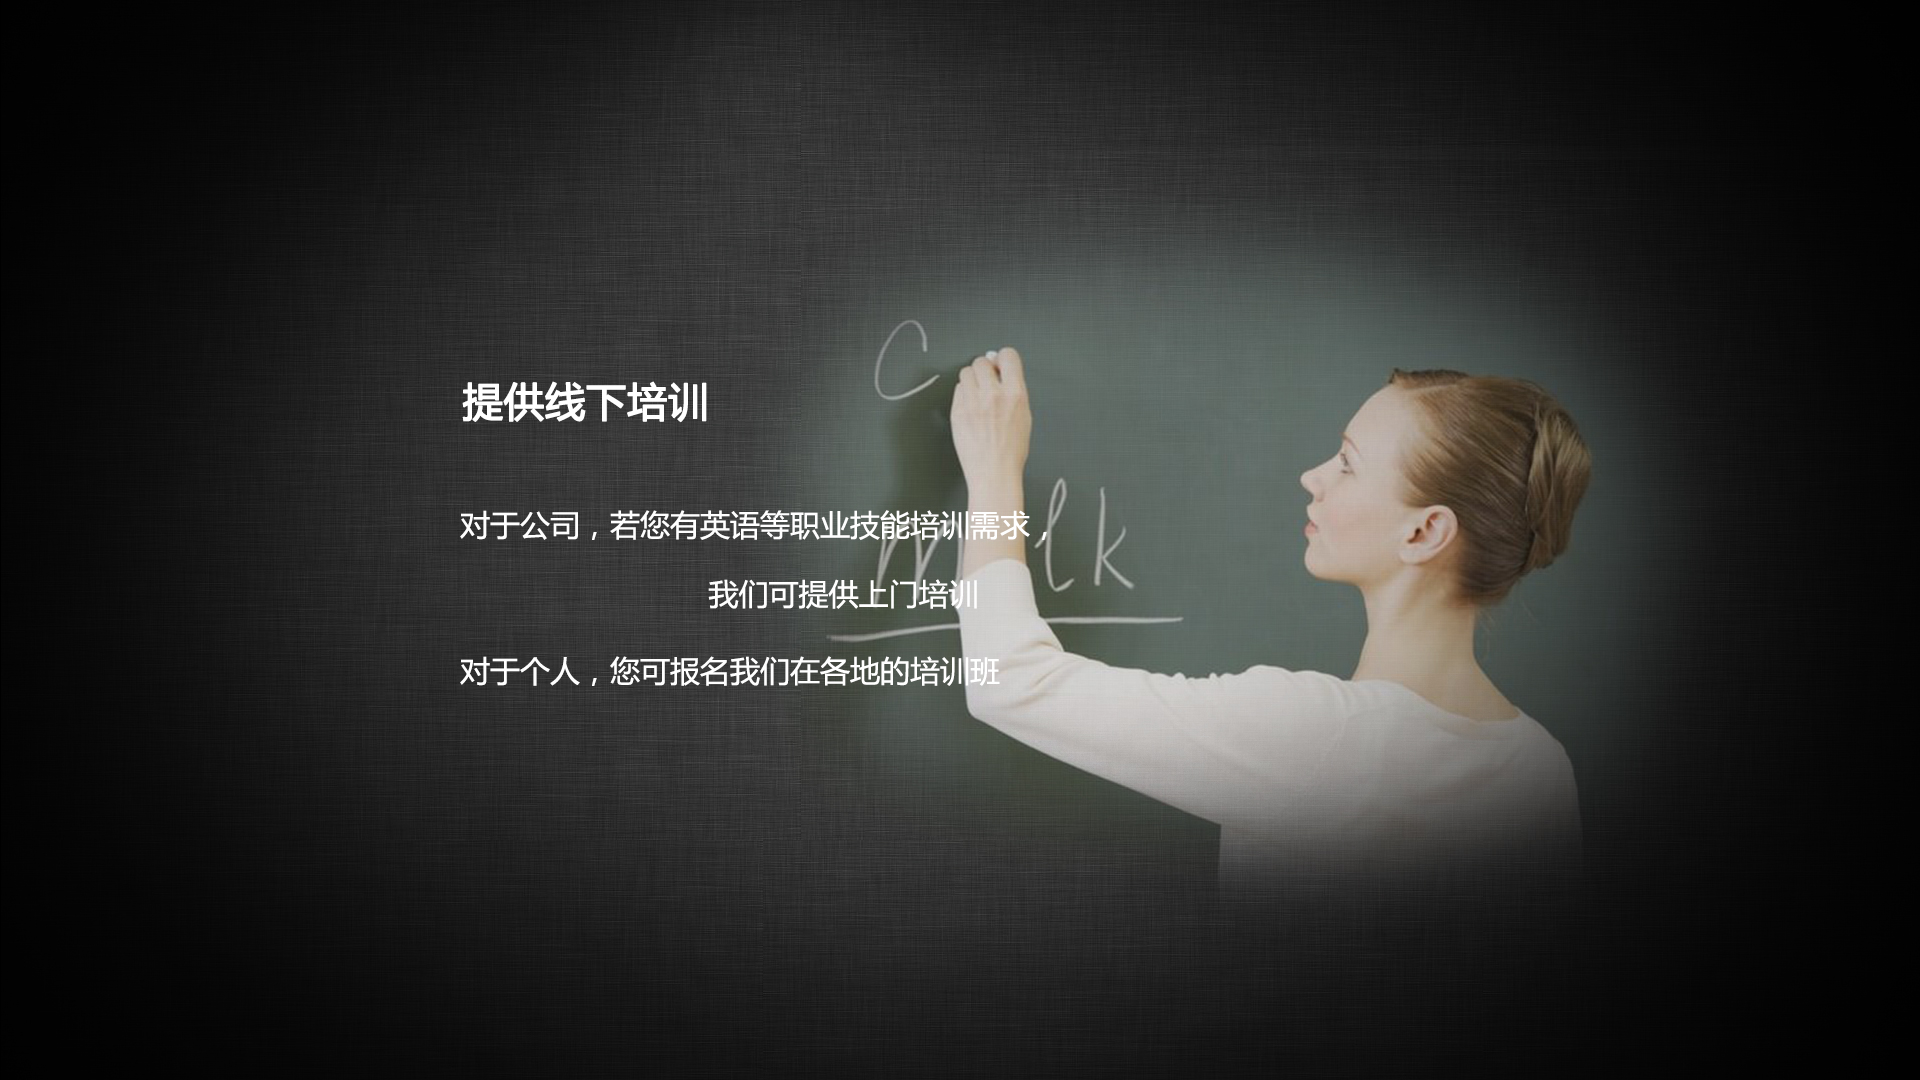 提供线下培训
对于公司，若您有英语等职业技能培训需求，
我们可提供上门培训
对于个人，您可报名我们在各地的培训班
C
lk